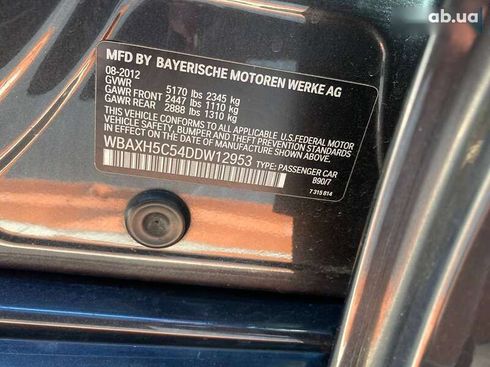 ab.ua
MFD BY BAYERISCHE MOTOREN WERKE AG
08-2012
GVWR 5170 lbs 2345 kg
GAWR FRONT 2447 lbs 1110 kg
GAWR REAR 2888 lbs 1310 kg
THIS VEHICLE CONFORMS TO ALL APPLICABLE U.S.FEDERAL MOTOR
VEHICLE SAFETY, BUMPER, AND THEFT PREVENTION STANDARDS
IN EFFECT ON THE DATE OF MANUFACTURE SHOWN ABOVE.
WBAXH5C54DDW12953 TYPE: PASSENGER CAR
890/7
7 315 814